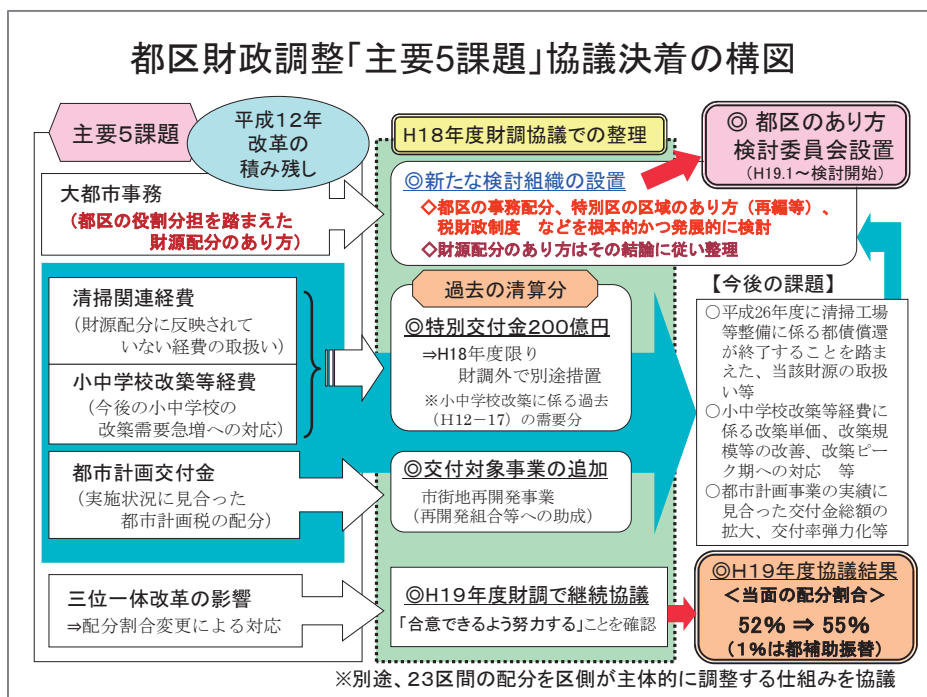 都区財政調整「主要5課題」協議決着の構図
主要5課題
平成12年
改革の
積み残し
大都市事務
(都区の役割分担を踏まえた
財源配分のあり方)
清掃関連経費
(財源配分に反映されて
いない経費の取扱い)
小中学校改築等経費
(今後の小中学校の
改築需要急増への対応)
都市計画交付金
(実施状況に見合った
都市計画税の配分)
三位一体改革の影響
⇒配分割合変更による対応
H18年度財調協議での整理
◎新たな検討組織の設置
◇都区の事務配分、特別区の区域のあり方(再編等)、
税財政制度 などを根本的かつ発展的に検討
◇財源配分のあり方はその結論に従い整理
過去の清算分
◎特別交付金200億円
⇒H18年度限り
財調外で別途措置
※小中学校改築に係る過去
(H12-17)の需要分
◎交付対象事業の追加
市街地再開発事業
(再開発組合等への助成)
◎H19年度財調で継続協議
「合意できるよう努力する」ことを確認
◎ 都区のあり方
検討委員会設置
(H19.1~検討開始)
【今後の課題】
○平成26年度に清掃工場
等整備に係る都債償還
が終了することを踏ま
えた、当該財源の取扱
い等
○小中学校改築等経費に
係る改築単価、改築規
模等の改善、改築ピー
ク期への対応 等
○都市計画事業の実績に
見合った交付金総額の
拡大、交付率弾力化等
◎H19年度協議結果
<当面の配分割合>
52% ⇒ 55%
(1%は都補助振替)
※別途、23区間の配分を区側が主体的に調整する仕組みを協議